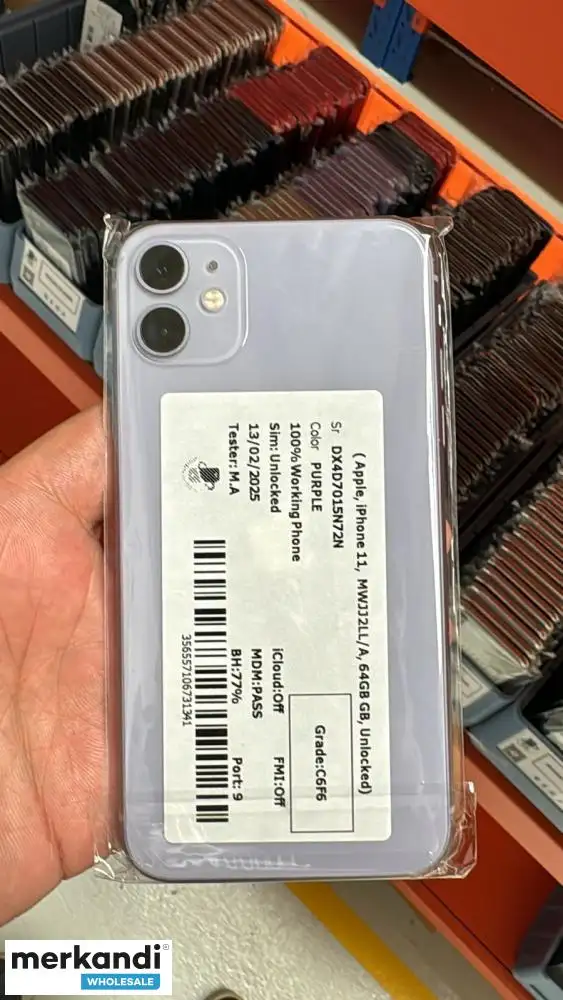 ( Apple, iPhone 11, MWJJ2LL/A, 64GB GB, Unlocked)
Sr DX4D7015N72N
Color PURPLE
100% Working Phone
Sim: Unlocked
13/02/2025
Tester: M.A
Grade:C6F6
iCloud:Off FMI:Off
MDM:PASS
BH:77% Port: 9
356557106731341
merkandi®
WHOLESALE